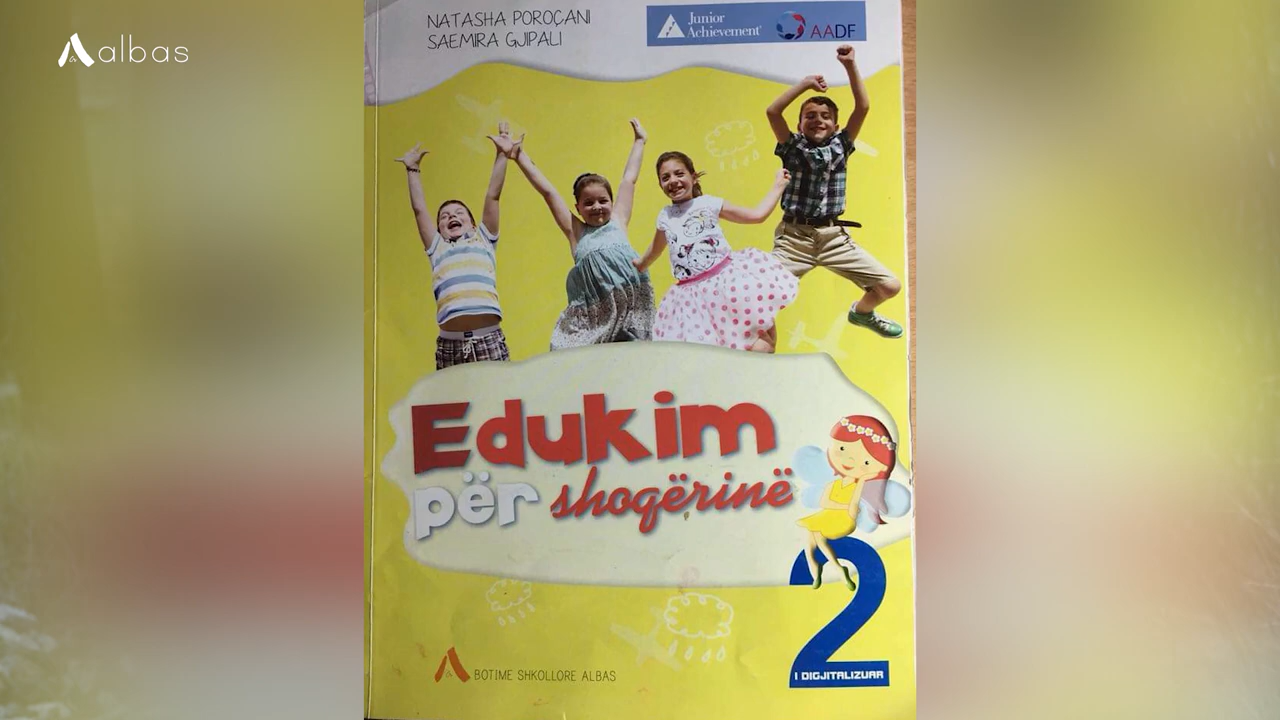 albas
NATASHA POROÇANI
SAEMIRA GJIPALI
Junior
Achievement®
AADF
Edukim
për shoqërinë
2
I DIGJITALIZUAR
BOTIME SHKOLLORE ALBAS